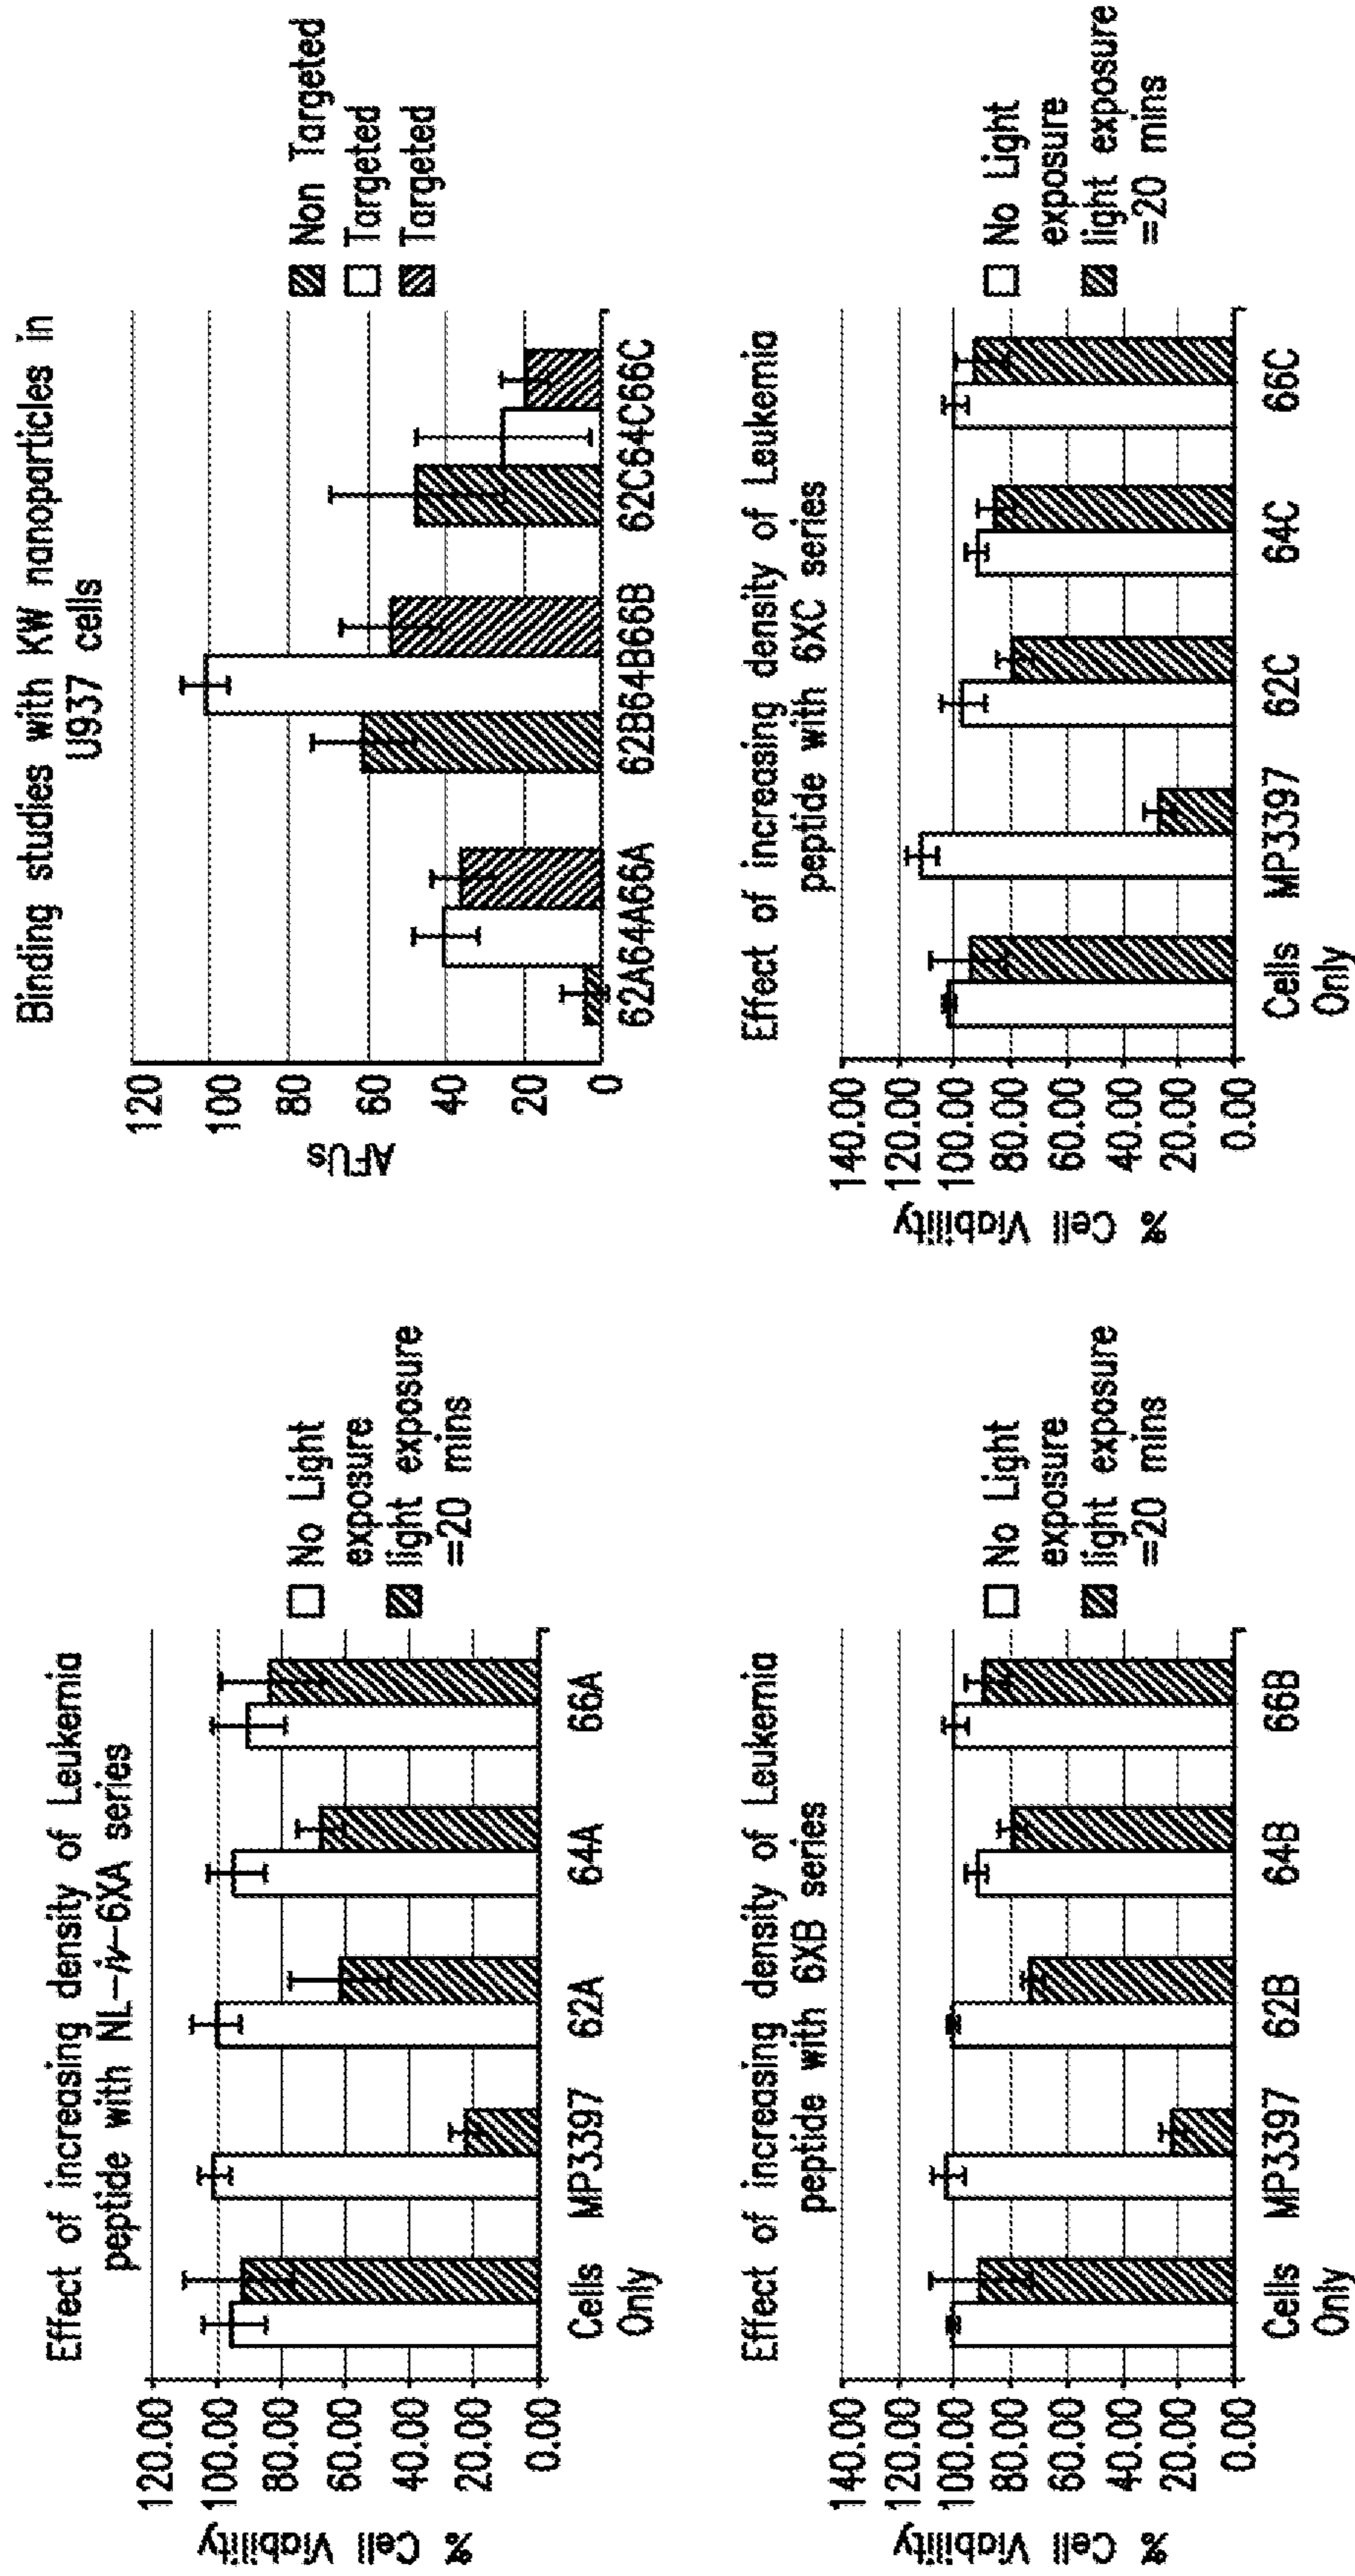 Effect of increasing density of Leukemia
peptide with NL-iv-6XA series
% Cell Viability
120.00
100.00
80.00
60.00
40.00
20.00
0.00
Cells
Only
MP3397
62A
64A
66A
No Light
exposure
light exposure
=20 mins
Binding studies with KW nanoparticles in
U937 cells
AFUs
120
100
80
60
40
20
0
62A64A66A
62B64B66B
62C64C66C
Non Targeted
Targeted
Targeted
Effect of increasing density of Leukemia
peptide with 6XB series
% Cell Viability
140.00
120.00
100.00
80.00
60.00
40.00
20.00
0.00
Cells
Only
MP3397
62B
64B
66B
No Light
exposure
light exposure
=20 mins
Effect of increasing density of Leukemia
peptide with 6XC series
% Cell Viability
140.00
120.00
100.00
80.00
60.00
40.00
20.00
0.00
Cells
Only
MP3397
62C
64C
66C
No Light
exposure
light exposure
=20 mins